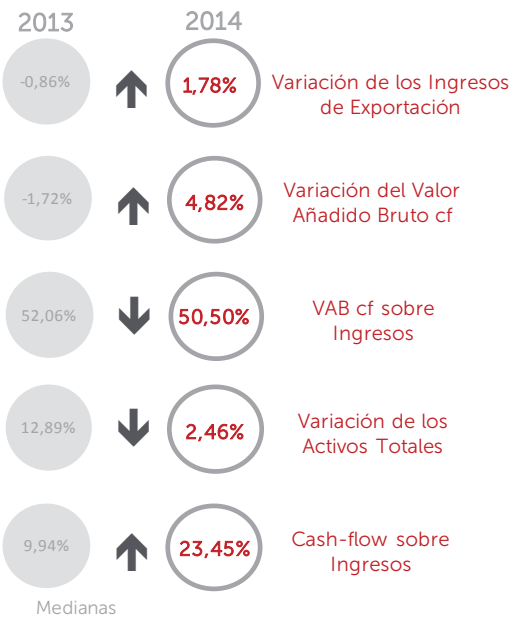 2013 2014
-0,86% 1,78% Variación de los Ingresos
de Exportación
-1,72% 4,82% Variación del Valor
Añadido Bruto cf
52,06% 50,50% VAB cf sobre
Ingresos
12,89% 2,46% Variación de los
Activos Totales
9,94% 23,45% Cash-flow sobre
Ingresos
Medianas